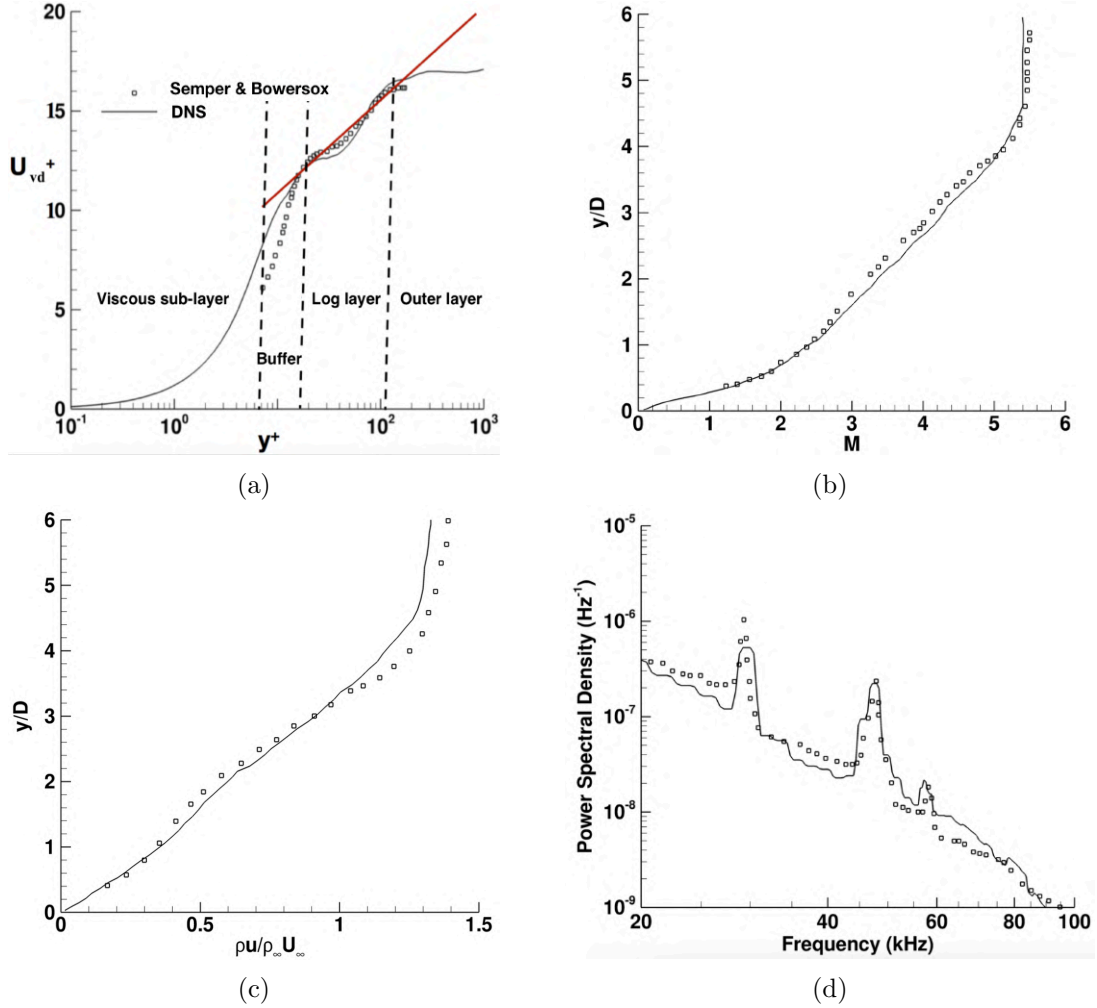 20
15
10
5
0
U_vd^+
Semper & Bowersox
DNS
Viscous sub-layer
Buffer
Log layer
Outer layer
10^-1 10^0 10^1 10^2 10^3
y^+
(a)
6
5
4
3
2
1
0
y/D
0 1 2 3 4 5 6
M
(b)
6
5
4
3
2
1
0
y/D
0 0.5 1 1.5
ρu/ρ_∞U_∞
(c)
10^-5
10^-6
10^-7
10^-8
10^-9
Power Spectral Density (Hz^-1)
20 40 60 80 100
Frequency (kHz)
(d)